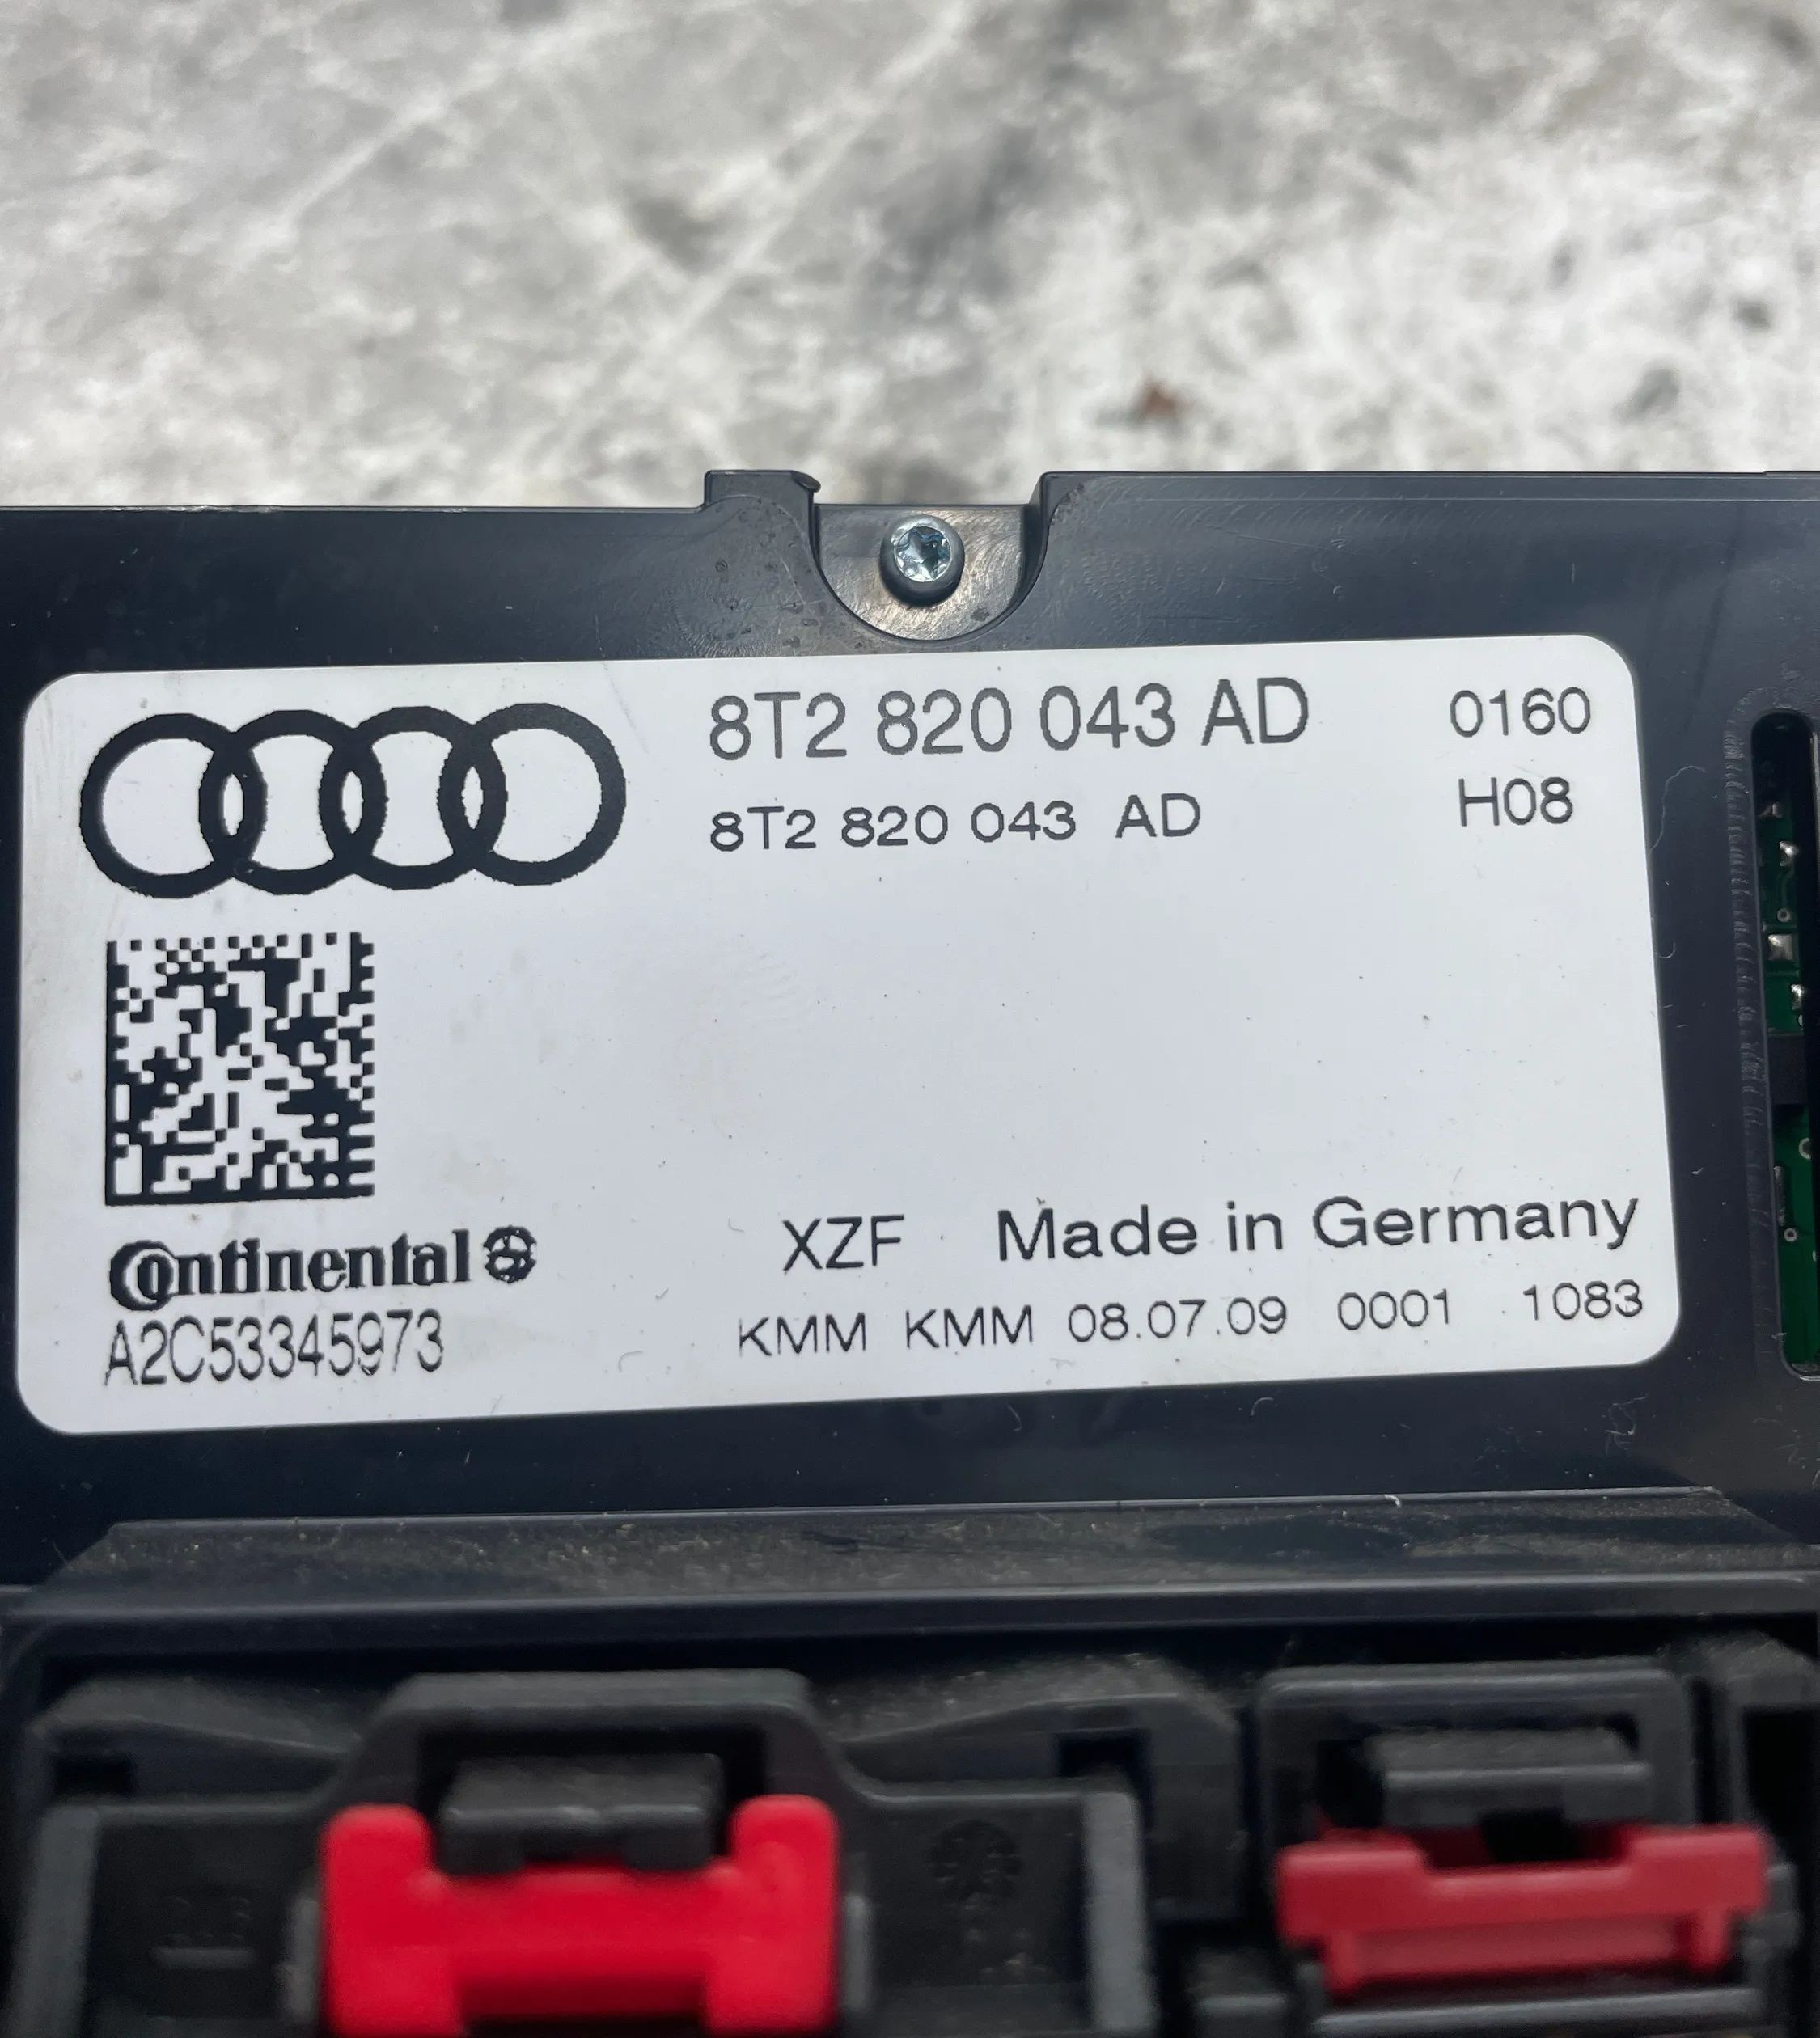 8T2 820 043 AD 0160
8T2 820 043 AD H08
Continental
A2C53345973
XZF Made in Germany
KMM KMM 08.07.09 0001 1083